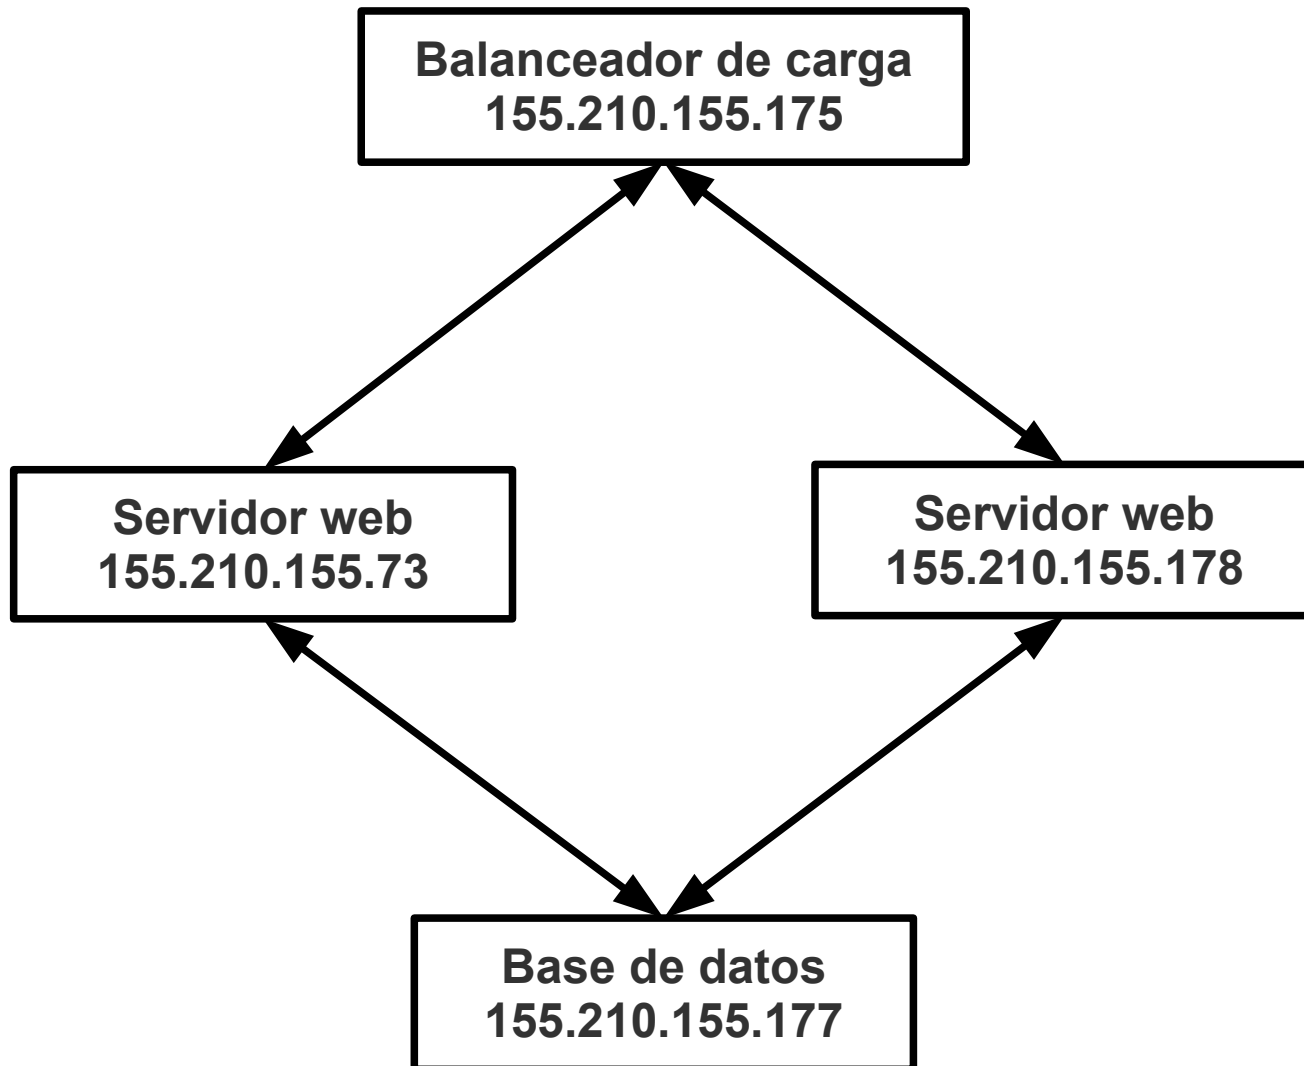 Balanceador de carga
155.210.155.175
Servidor web
155.210.155.73
Servidor web
155.210.155.178
Base de datos
155.210.155.177